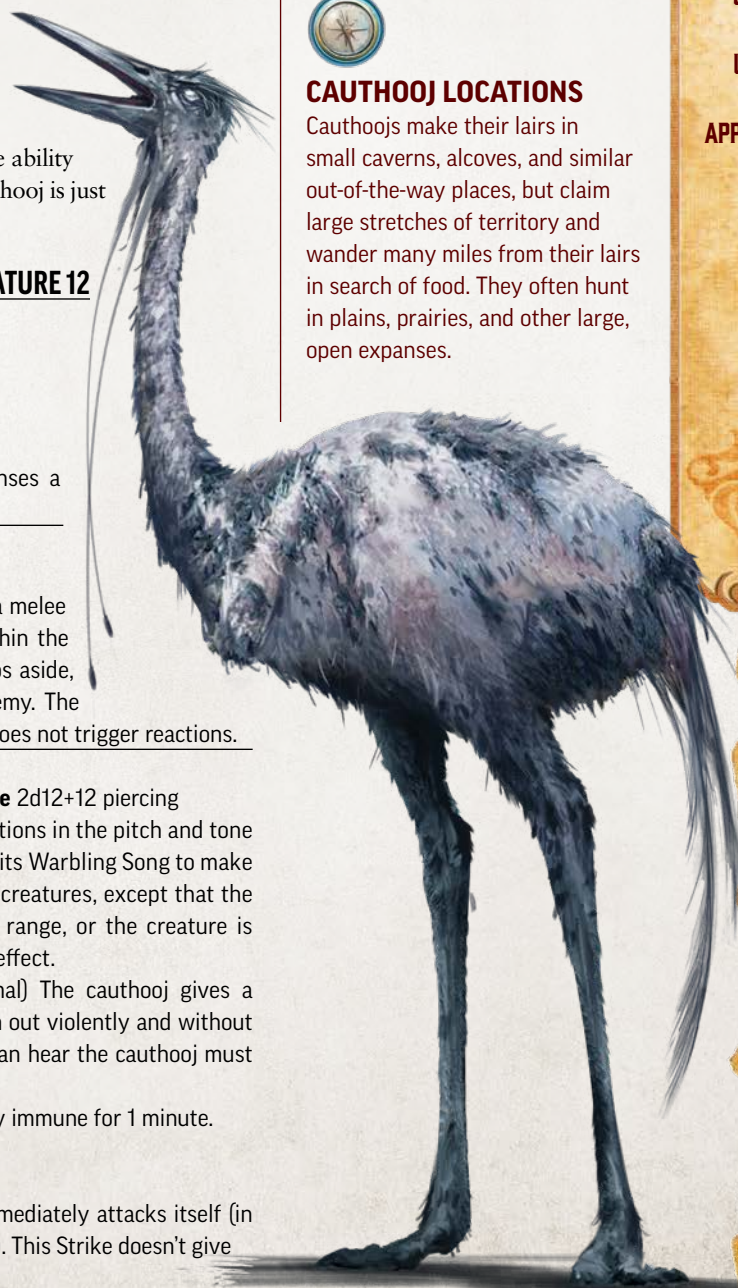 CAUTHOOJ LOCATIONS
Cauthoojs make their lairs in
small caverns, alcoves, and similar
out-of-the-way places, but claim
large stretches of territory and
wander many miles from their lairs
in search of food. They often hunt
in plains, prairies, and other large,
open expanses.
ability
hooj is just
ATURE 12
nses a
melee
hin the
s aside,
emy. The
oes not trigger reactions.
e 2d12+12 piercing
tions in the pitch and tone
its Warbling Song to make
creatures, except that the
range, or the creature is
effect.
nal) The cauthooj gives a
out violently and without
an hear the cauthooj must
y immune for 1 minute.
mediately attacks itself (in
. This Strike doesn't give
APP